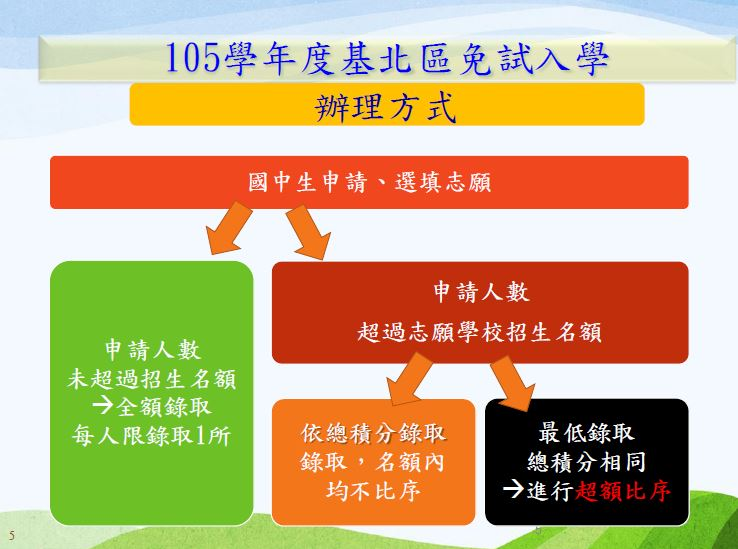 105學年度基北區免試入學
辦理方式
國中生申請、選填志願
申請人數
未超過招生名額
→全額錄取
每人限錄取1所
申請人數
超過志願學校招生名額
依總積分錄取
錄取，名額內
均不比序
最低錄取
總積分相同
→進行超額比序
5